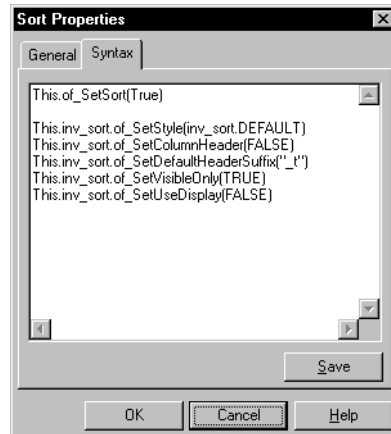 Sort Properties
General Syntax
This.of_SetSort(True)
This.inv_sort.of_SetStyle(inv_sort.DEFAULT)
This.inv_sort.of_SetColumnHeader(FALSE)
This.inv_sort.of_SetDefaultHeaderSuffix("_t")
This.inv_sort.of_SetVisibleOnly(TRUE)
This.inv_sort.of_SetUseDisplay(FALSE)
Save
OK Cancel Help